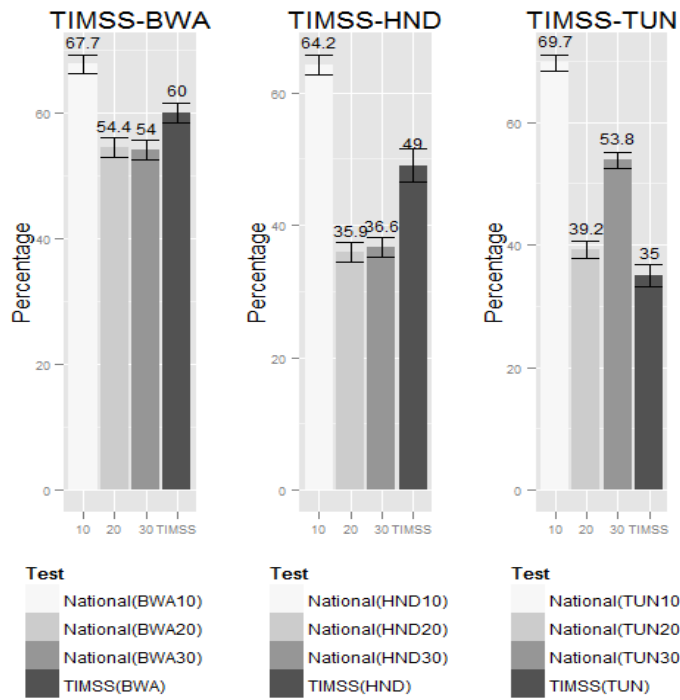 TIMSS-BWA
67.7
54.4
54
60
Percentage
60
40
20
0
10 20 30 TIMSS
Test
National(BWA10)
National(BWA20)
National(BWA30)
TIMSS(BWA)
TIMSS-HND
64.2
35.9
36.6
49
Percentage
60
40
20
0
10 20 30 TIMSS
Test
National(HND10)
National(HND20)
National(HND30)
TIMSS(HND)
TIMSS-TUN
69.7
39.2
53.8
35
Percentage
60
40
20
0
10 20 30 TIMSS
Test
National(TUN10
National(TUN20
National(TUN30
TIMSS(TUN)